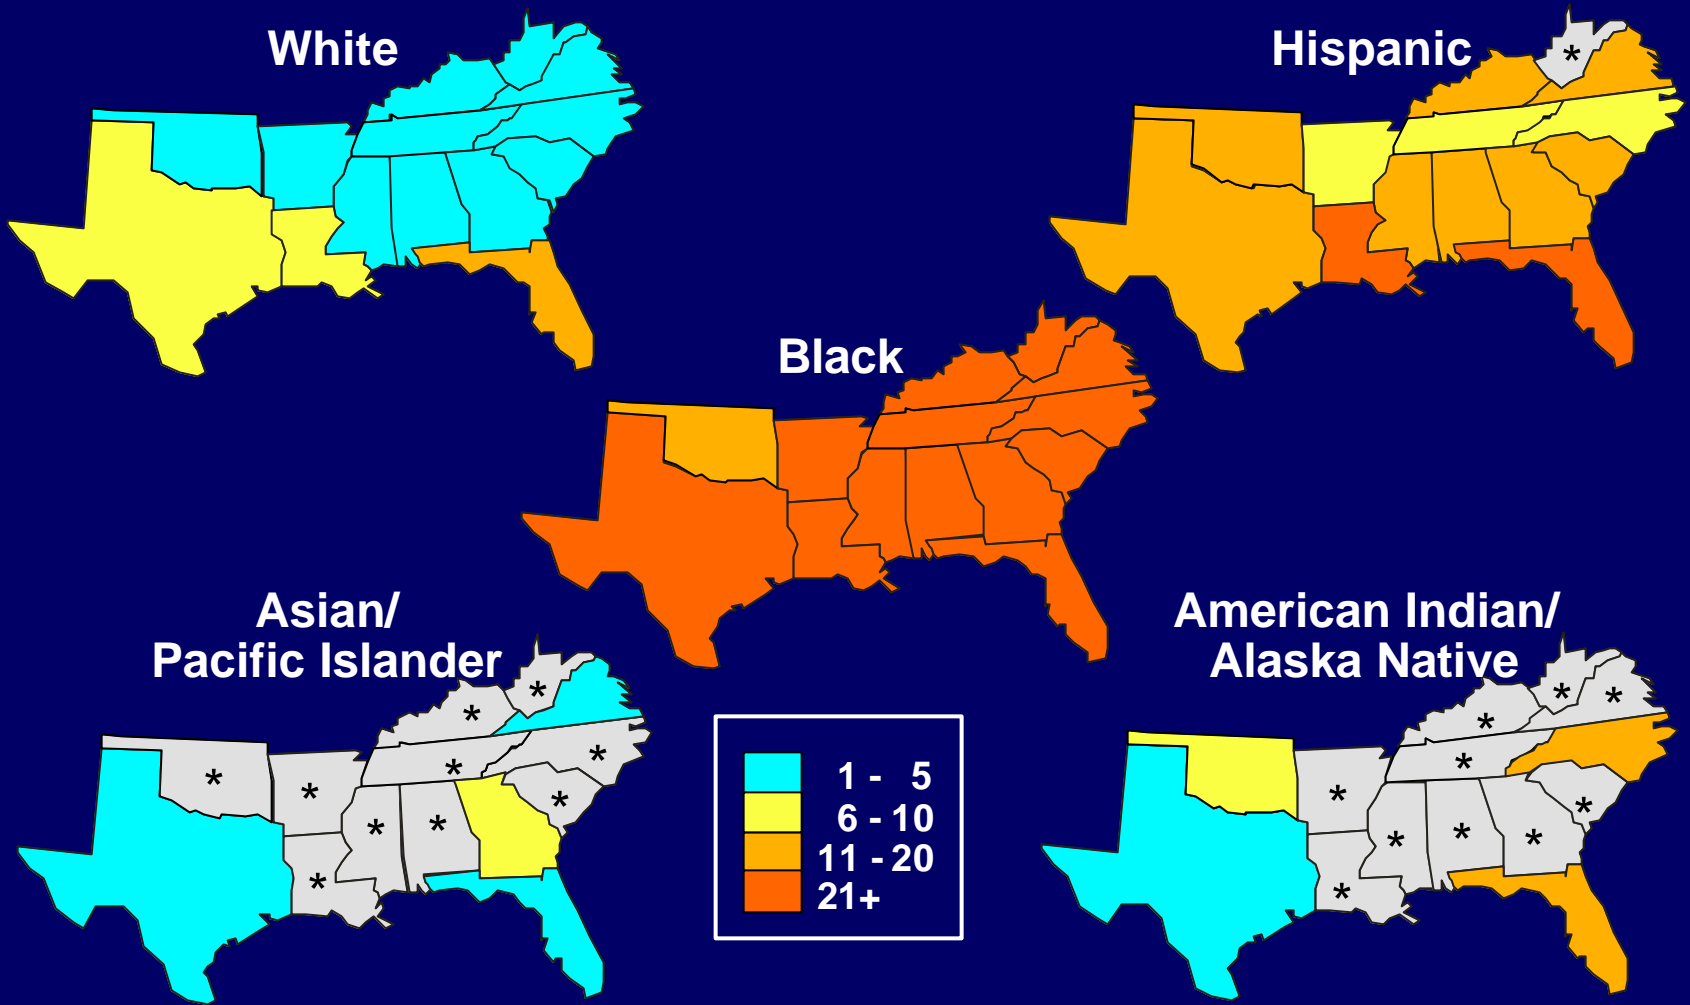 White
Hispanic
*
Black
Asian/
Pacific Islander
American Indian/
Alaska Native
* * * * * * * * * *
* * * * * * * * * * *
1 - 5
6 - 10
11 - 20
21+